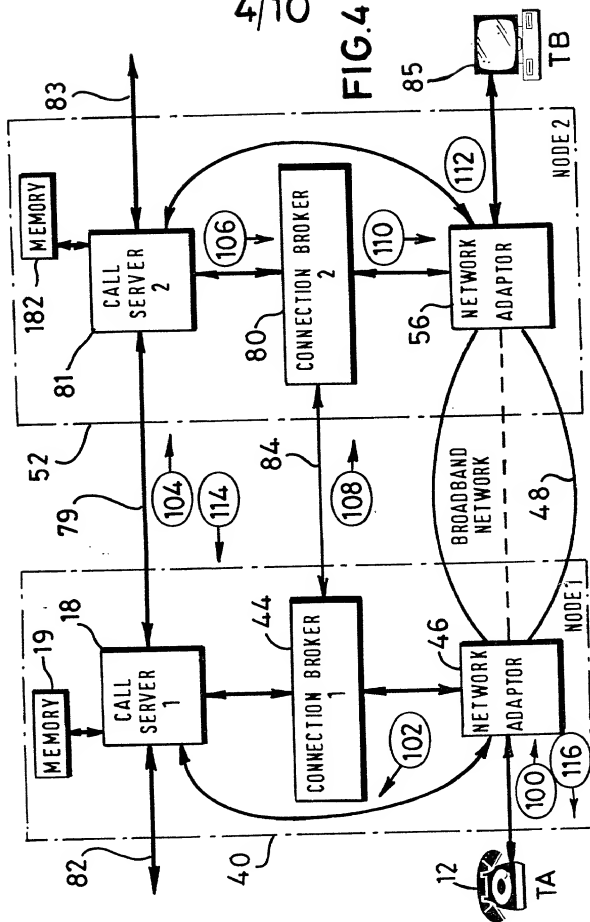 4/10
FIG.4
83
85
TB
MEMORY
182
CALL
SERVER
2
81
106
CONNECTION BROKER
2
80
110
112
NETWORK
ADAPTOR
56
NODE 2
52
79
104
114
84
108
BROADBAND
NETWORK
48
MEMORY
19
CALL
SERVER
1
18
CONNECTION BROKER
1
44
102
NETWORK
ADAPTOR
46
NODE 1
100
116
82
40
12
TA